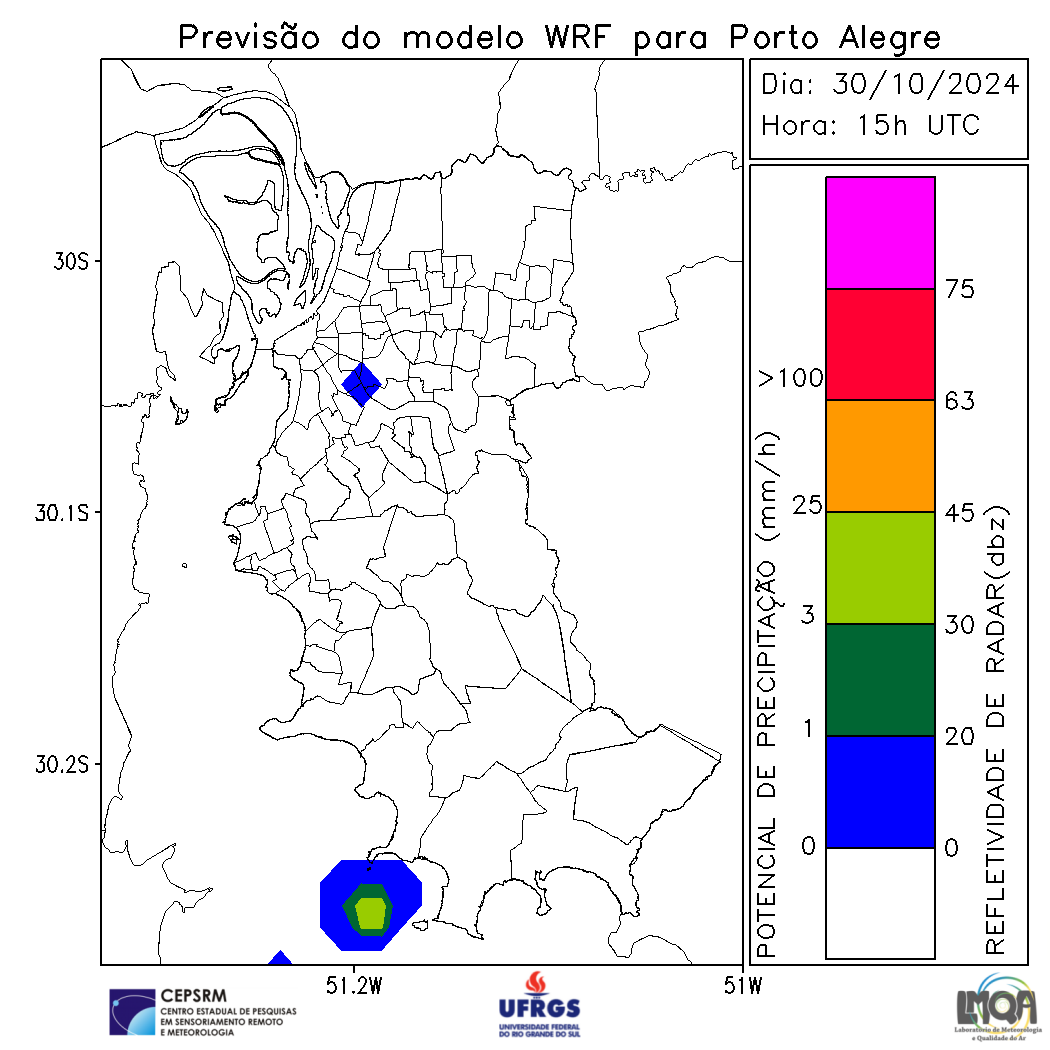 Previsão do modelo WRF para Porto Alegre
Dia: 30/10/2024
Hora: 15h UTC
30S
30.1S
30.2S
51.2W
51W
POTENCIAL DE PRECIPITAÇÃO (mm/h)
>100
25
3
1
0
75
63
45
30
20
0
REFLETIVIDADE DE RADAR(dbz)
CEPSRM
CENTRO ESTADUAL DE PESQUISAS
EM SENSORIAMENTO REMOTO
E METEOROLOGIA
UFRGS
UNIVERSIDADE FEDERAL
DO RIO GRANDE DO SUL
LMQA
Laboratório de Meteorologia
e Qualidade do Ar